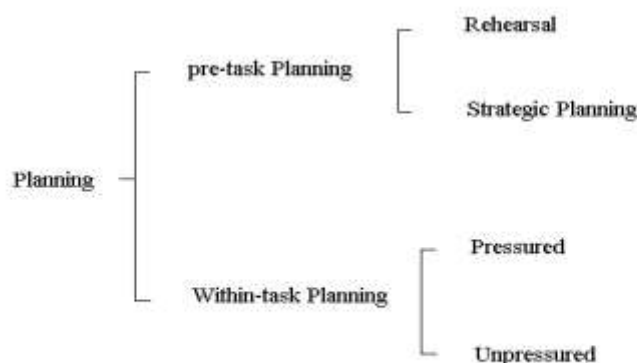 Rehearsal
pre-task Planning
Strategic Planning
Planning
Pressured
Within-task Planning
Unpressured